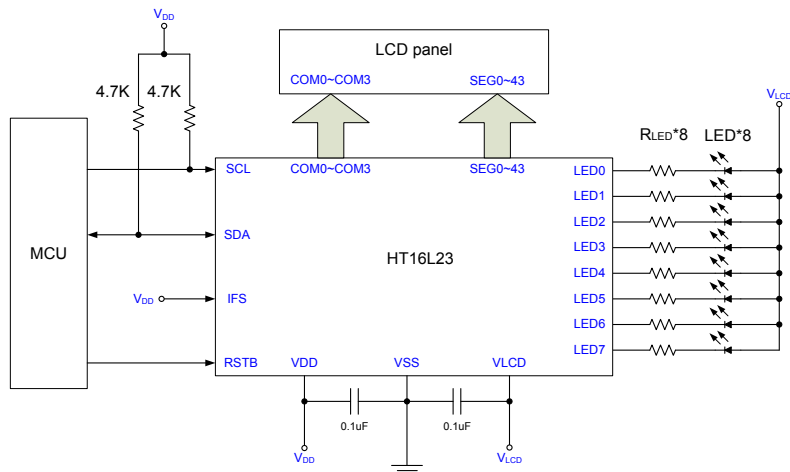 VDD
LCD panel
COM0~COM3 SEG0~43
4.7K 4.7K
VLCD
RLED*8 LED*8
SCL COM0~COM3 SEG0~43 LED0
LED1
LED2
SDA
LED3
MCU HT16L23
LED4
VDD IFS
LED5
LED6
LED7
RSTB VDD VSS VLCD
0.1uF 0.1uF
VDD VLCD